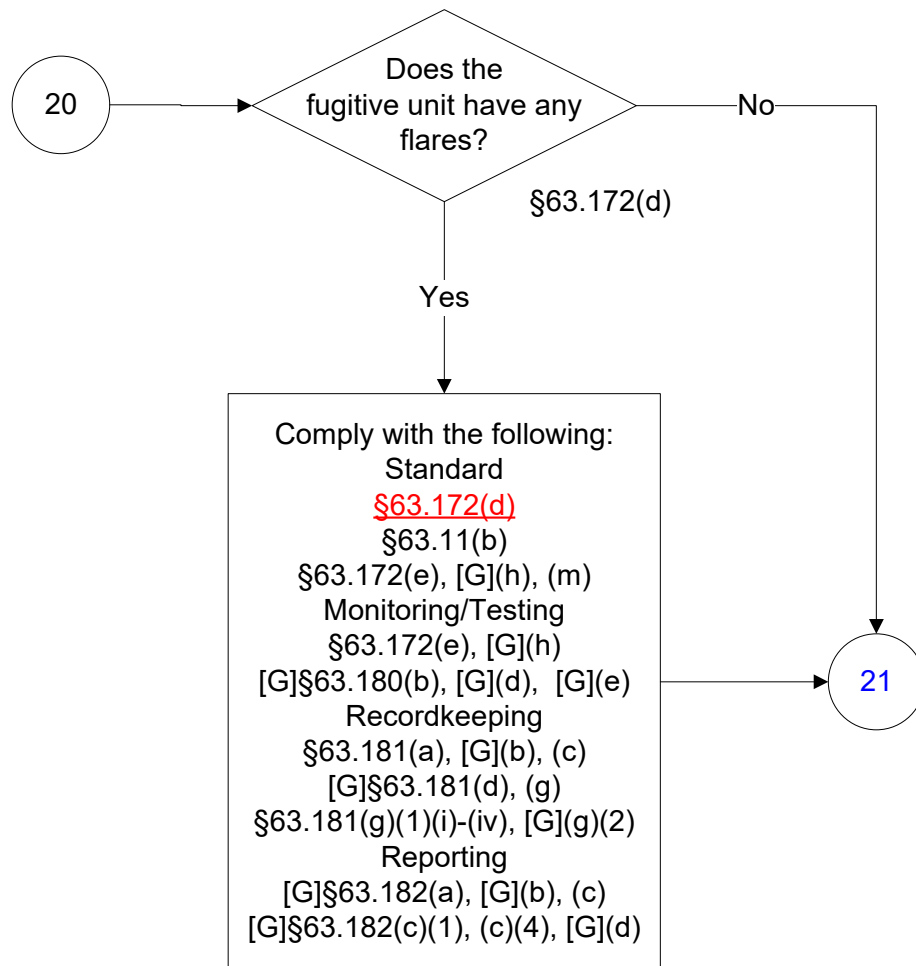 20
Does the
fugitive unit have any
flares?
No
§63.172(d)
Yes
Comply with the following:
Standard
§63.172(d)
§63.11(b)
§63.172(e), [G](h), (m)
Monitoring/Testing
§63.172(e), [G](h)
[G]§63.180(b), [G](d),  [G](e)
Recordkeeping
§63.181(a), [G](b), (c)
[G]§63.181(d), (g)
§63.181(g)(1)(i)-(iv), [G](g)(2)
Reporting
[G]§63.182(a), [G](b), (c)
[G]§63.182(c)(1), (c)(4), [G](d)
21